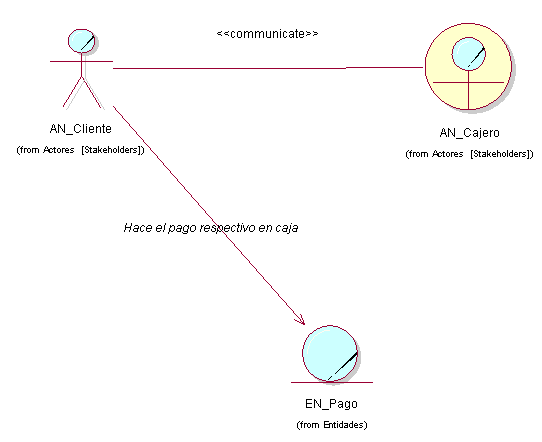 <<communicate>>
AN_Cliente
(from Actores [Stakeholders])
AN_Cajero
(from Actores [Stakeholders])
Hace el pago respectivo en caja
EN_Pago
(from Entidades)